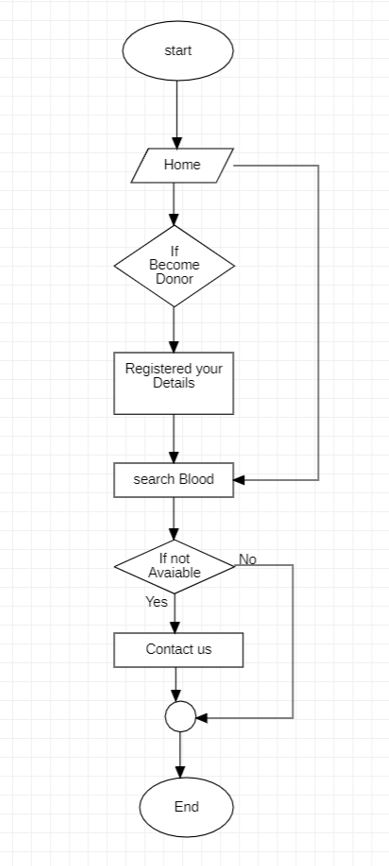 start
Home
If
Become
Donor
Registered your
Details
search Blood
If not
Avaiable
No
Yes
Contact us
End